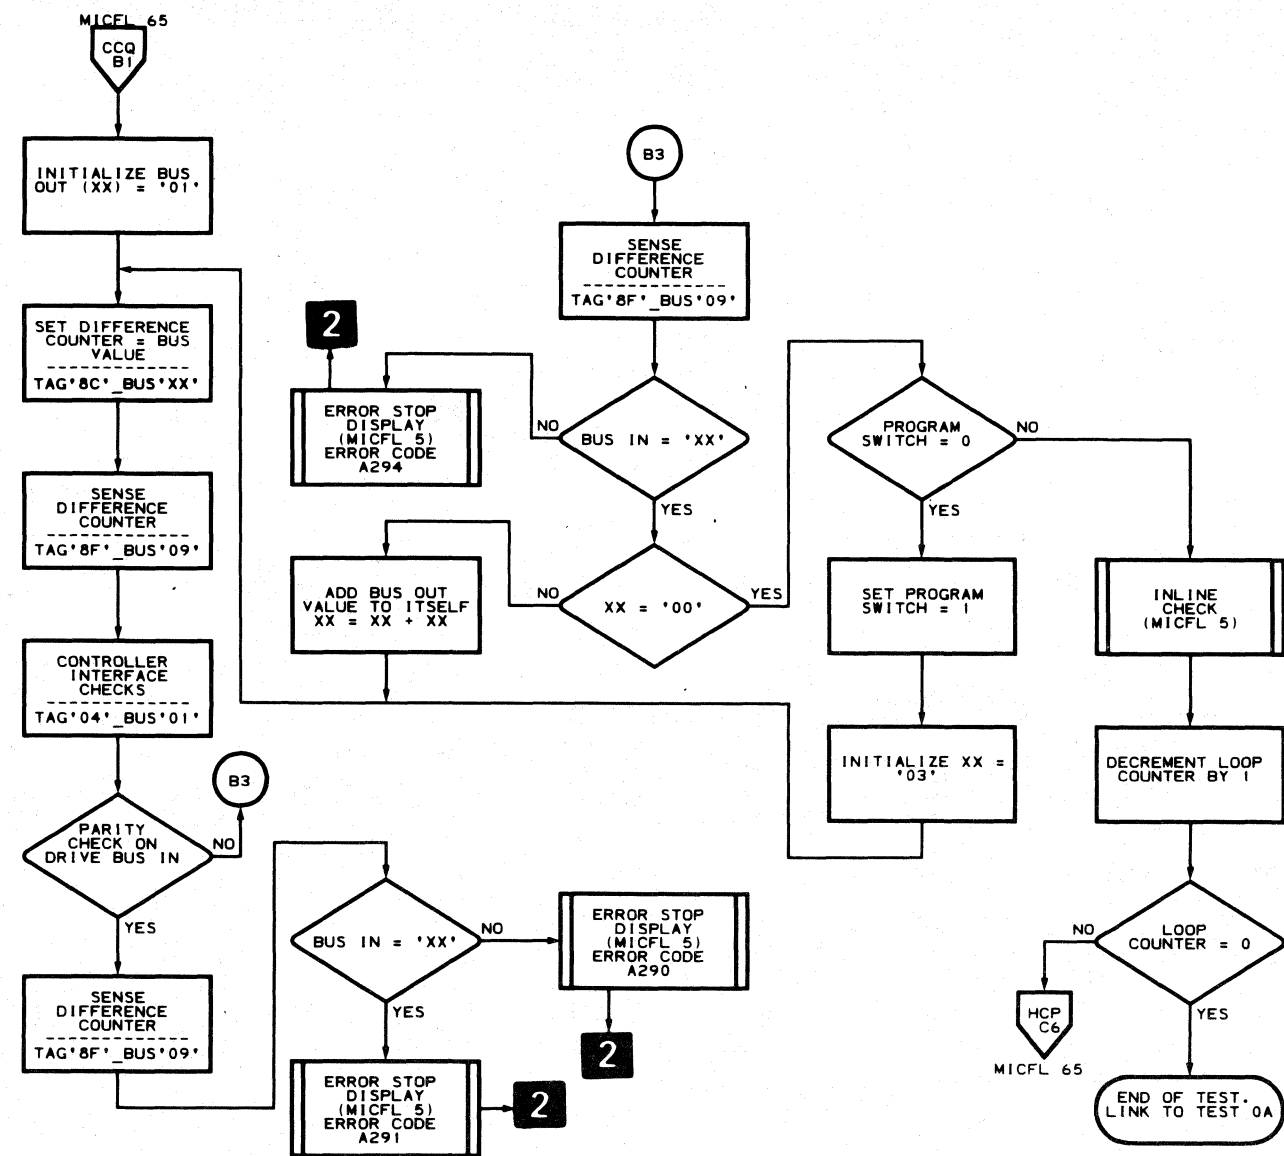 MICFL 65
CCQ
B1
INITIALIZE BUS
OUT (XX) = '01'
SET DIFFERENCE
COUNTER = BUS
VALUE
TAG'8C'_BUS'XX'
SENSE
DIFFERENCE
COUNTER
TAG'8F'_BUS'09'
CONTROLLER
INTERFACE
CHECKS
TAG'04'_BUS'01'
PARITY
CHECK ON
DRIVE BUS IN
NO
B3
YES
SENSE
DIFFERENCE
COUNTER
TAG'8F'_BUS'09'
BUS IN = 'XX'
NO
ERROR STOP
DISPLAY
(MICFL 5)
ERROR CODE
A290
2
YES
ERROR STOP
DISPLAY
(MICFL 5)
ERROR CODE
A291
2
B3
SENSE
DIFFERENCE
COUNTER
TAG'8F'_BUS'09'
BUS IN = 'XX'
NO
ERROR STOP
DISPLAY
(MICFL 5)
ERROR CODE
A294
2
YES
XX = '00'
NO
ADD BUS OUT
VALUE TO ITSELF
XX = XX + XX
YES
PROGRAM
SWITCH = 0
YES
SET PROGRAM
SWITCH = 1
INITIALIZE XX =
'03'
NO
INLINE
CHECK
(MICFL 5)
DECREMENT LOOP
COUNTER BY 1
LOOP
COUNTER = 0
NO
HCP
C6
MICFL 65
YES
END OF TEST.
LINK TO TEST 0A